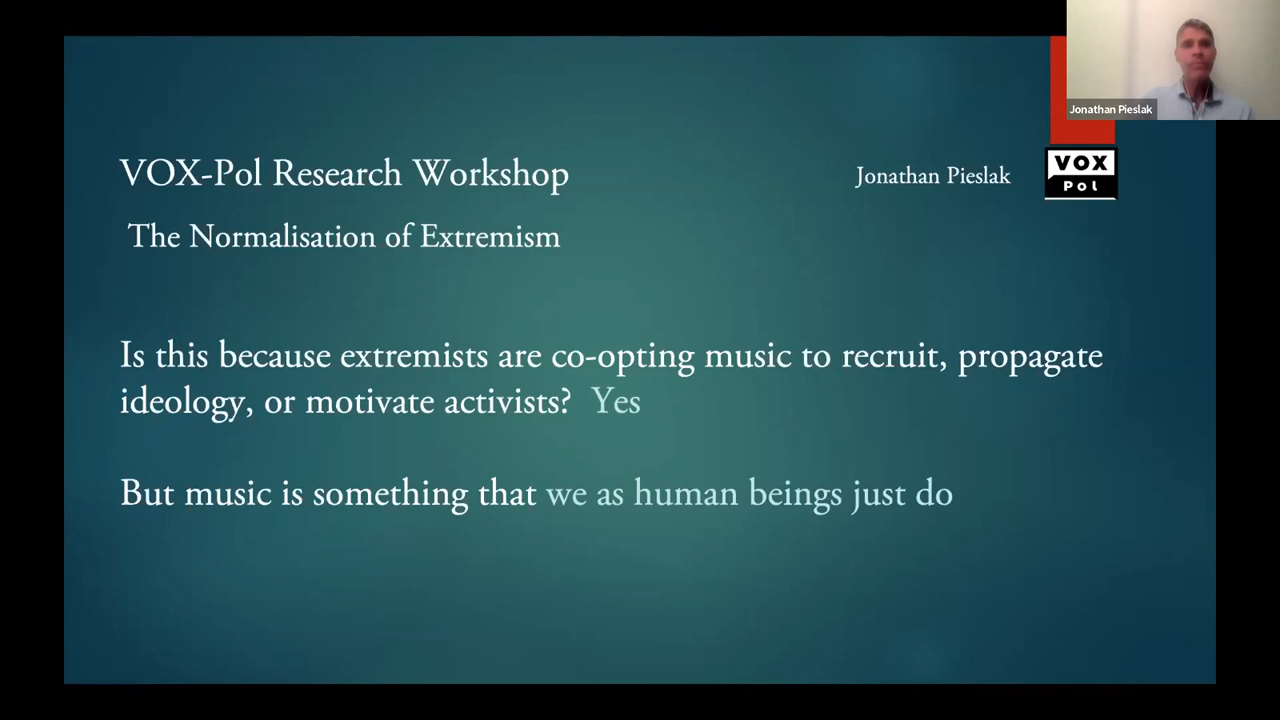 Jonathan Pieslak
VOX-Pol Research Workshop
Jonathan Pieslak
VOX
Pol
The Normalisation of Extremism
Is this because extremists are co-opting music to recruit, propagate
ideology, or motivate activists? Yes
But music is something that we as human beings just do